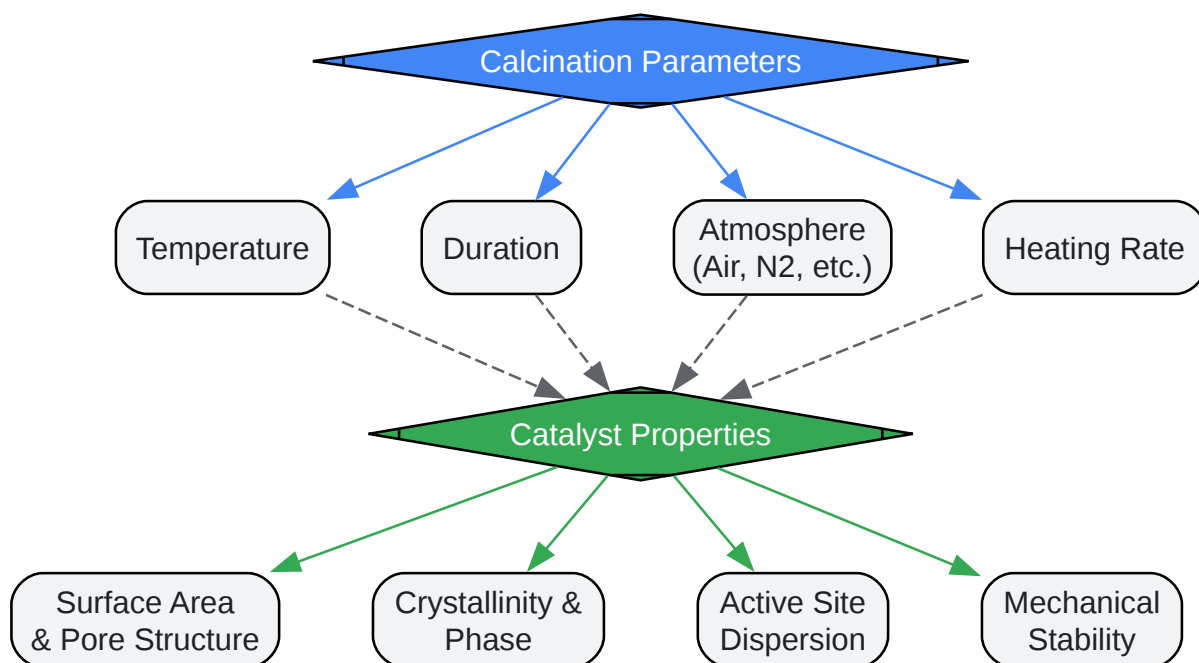 Calcination Parameters
Temperature
Duration
Atmosphere
(Air, N2, etc.)
Heating Rate
Catalyst Properties
Surface Area
& Pore Structure
Crystallinity &
Phase
Active Site
Dispersion
Mechanical
Stability